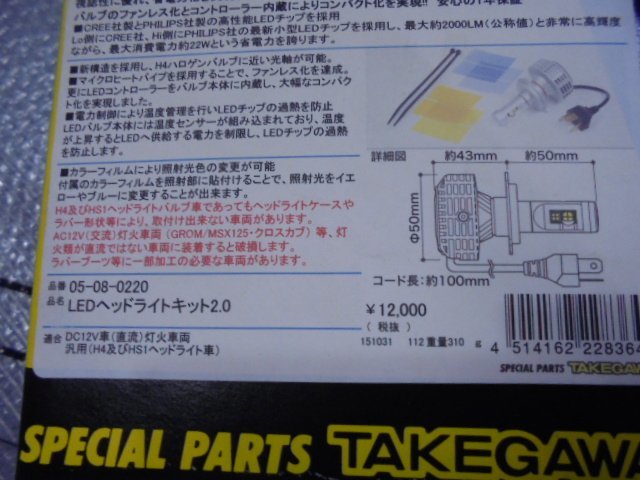 バルブのファンレス化とコントローラー内蔵によりコンパクト化を実現!! 安心の1年保証
■CREE社製とPHILIPS社製の高性能LEDチップを採用
Lo側にCREE社、Hi側にPHILIPS社の最新小型LEDチップを採用し、最大約2000LM(公称値)と非常に高輝度
ながら、最大消費電力約22Wという省電力を誇ります。
■新構造を採用し、H4ハロゲンバルブに近い光軸が可能。
■マイクロヒートパイプを採用することで、ファンレス化を達成。
更にLEDコントローラーをバルブ本体に内蔵し、大幅なコンパク
ト化を実現しました。
■電力制御により温度管理を行いLEDチップの過熱を防止
LEDバルブ本体には温度センサーが組み込まれており、温度
が上昇するとLEDへ供給する電力を制限し、LEDチップの過熱
を防止します。
■カラーフィルムにより照射光色の変更が可能
付属のカラーフィルムを照射部に貼付けることで、照射光をイエ
ローやブルーに変更することが出来ます。
H4及びHS1ヘッドライトバルブ車であってもヘッドライトケースや
ラバー形状等により、取付け出来ない車両があります。
AC12V(交流)灯火車両(GROM/MSX125・クロスカブ)等、灯
火類が直流ではない車両に装着すると破損します。
ラバーブーツ等に一部加工の必要な車両があります。
詳細図
約43mm
約50mm
Φ50mm
コード長:約100mm
品番 05-08-0220
品名 LEDヘッドライトキット2.0
適合 DC12V車(直流)灯火車両
汎用(H4及びHS1ヘッドライト車)
¥12,000
(税抜)
151031 112 重量310 g
4 514162 228364
SPECIAL PARTS TAKEGAWA
SPECIAL PARTS TAKEGAWA